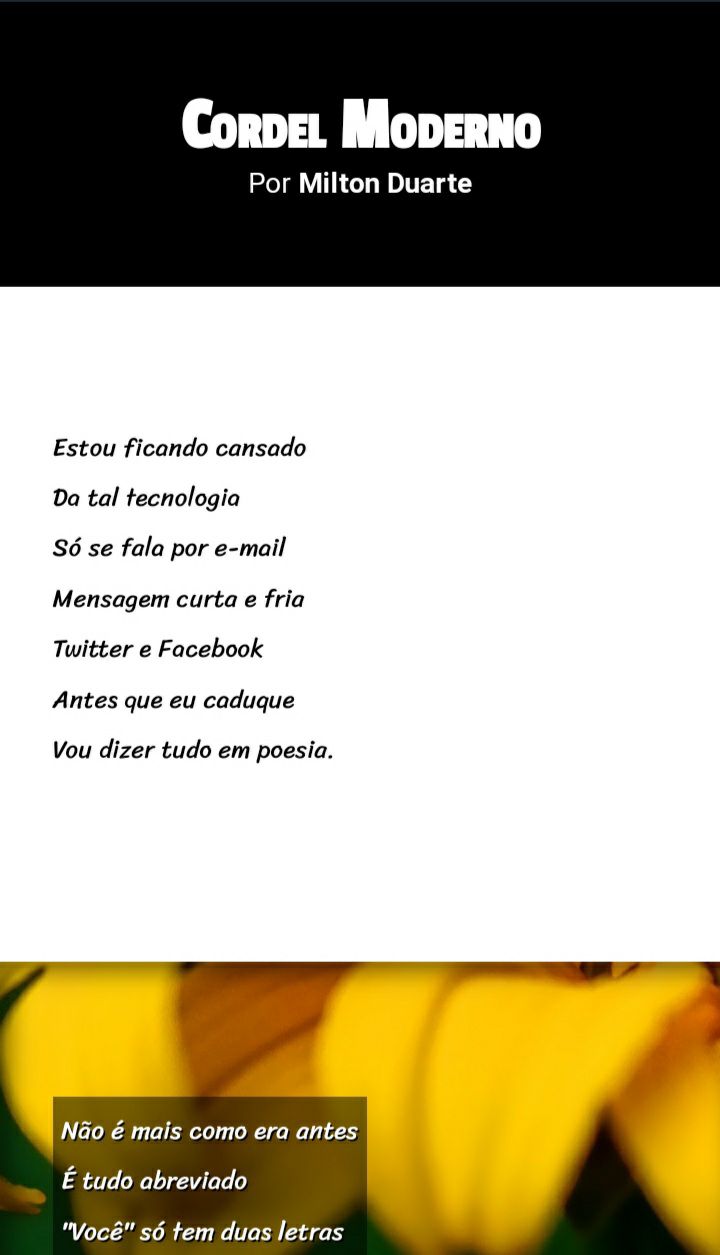 Cordel Moderno
Por Milton Duarte
Estou ficando cansado
Da tal tecnologia
Só se fala por e-mail
Mensagem curta e fria
Twitter e Facebook
Antes que eu caduque
Vou dizer tudo em poesia.
Não é mais como era antes
É tudo abreviado
"Você" só tem duas letras